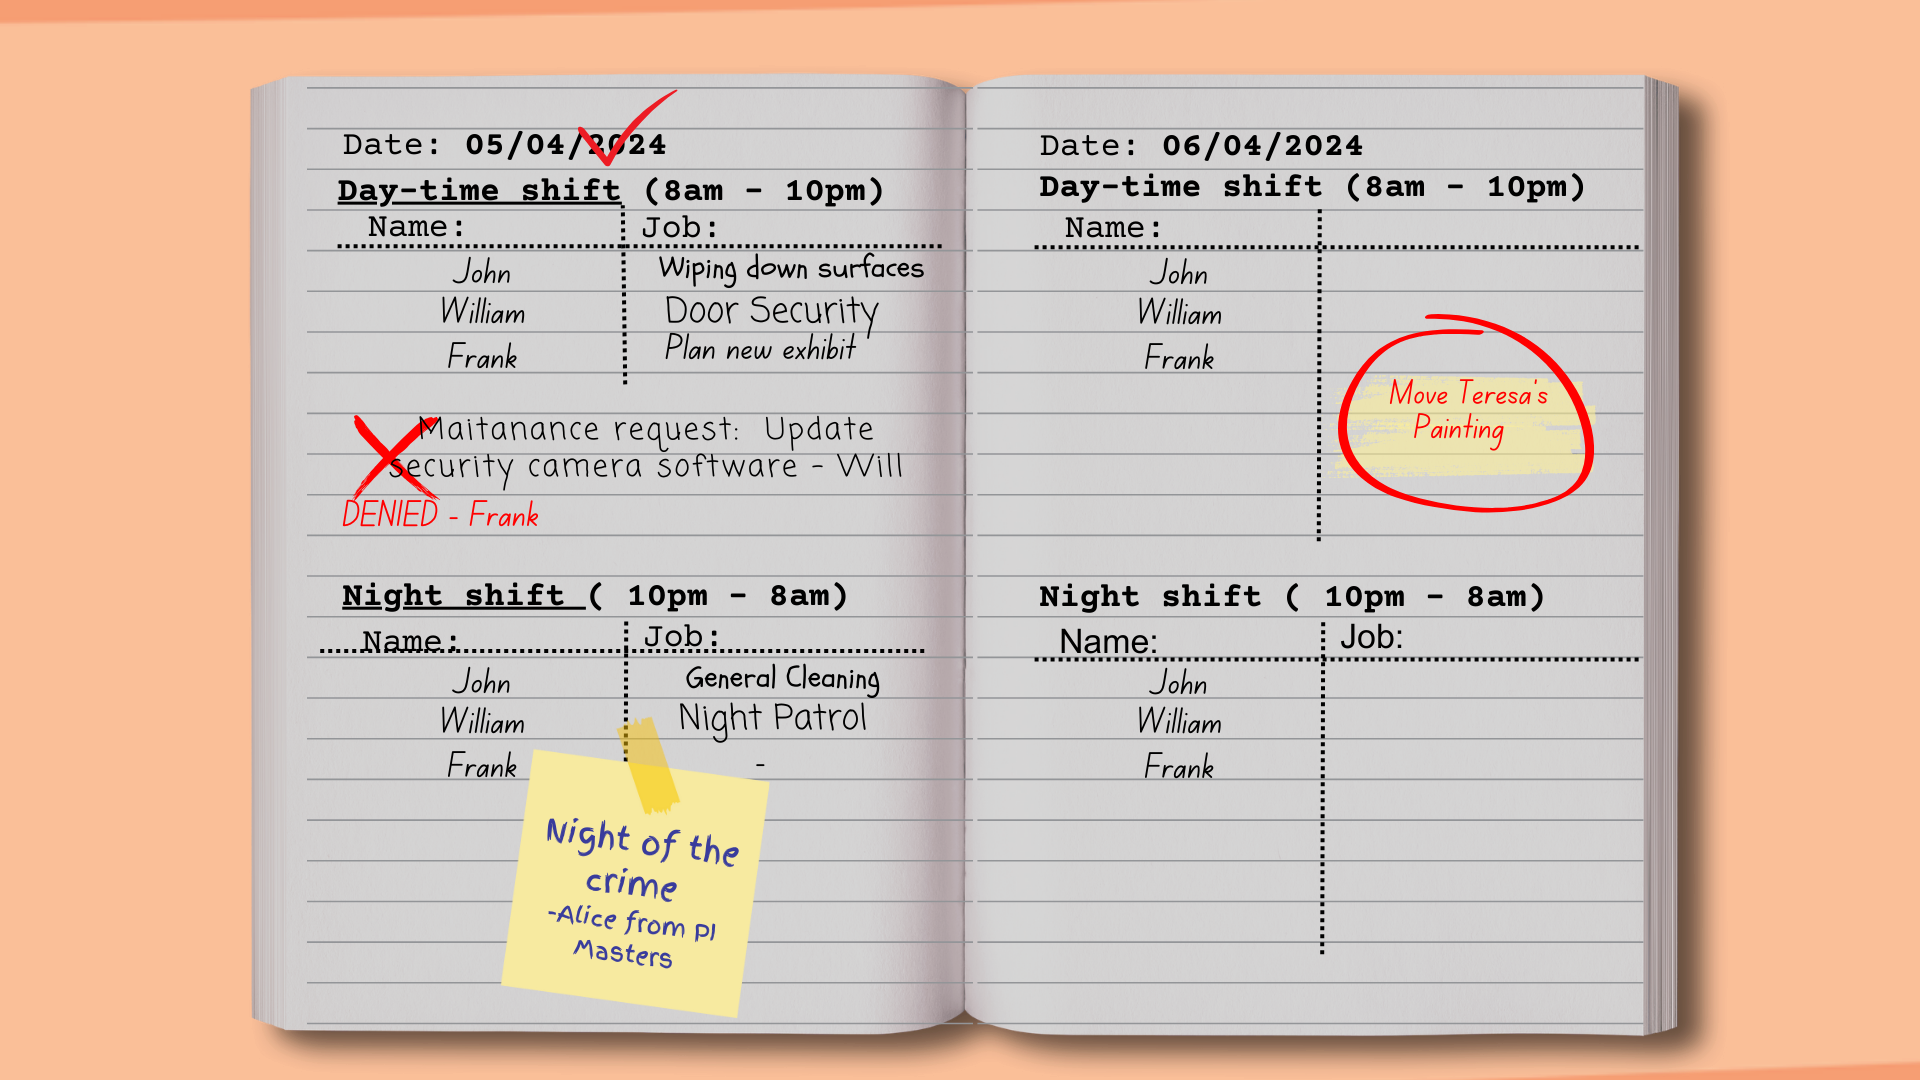 Date: 05/04/2024
Day-time shift (8am - 10pm)
Name: Job:
John Wiping down surfaces
William Door Security
Frank Plan new exhibit
Maitanance request: Update
security camera software - Will
DENIED - Frank
Night shift ( 10pm - 8am)
Name: Job:
John General Cleaning
William Night Patrol
Frank -
Night of the
crime
-Alice from PI
Masters
Date: 06/04/2024
Day-time shift (8am - 10pm)
Name:
John
William
Frank
Move Teresa's
Painting
Night shift ( 10pm - 8am)
Name: Job:
John
William
Frank